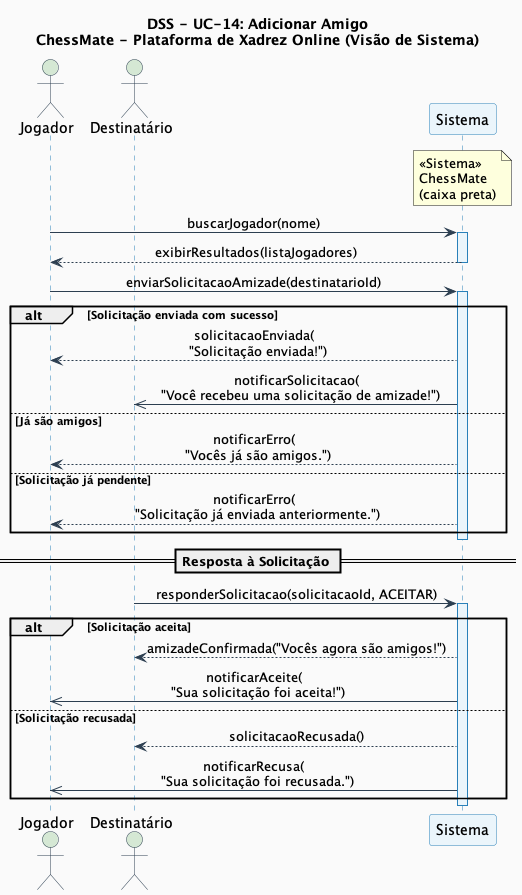 DSS - UC-14: Adicionar Amigo
ChessMate - Plataforma de Xadrez Online (Visão de Sistema)
Jogador
Destinatário
Sistema
«Sistema»
ChessMate
(caixa preta)
buscarJogador(nome)
exibirResultados(listaJogadores)
enviarSolicitacaoAmizade(destinatarioId)
alt [Solicitação enviada com sucesso]
solicitacaoEnviada(
"Solicitação enviada!")
notificarSolicitacao(
"Você recebeu uma solicitação de amizade!")
[Já são amigos]
notificarErro(
"Vocês já são amigos.")
[Solicitação já pendente]
notificarErro(
"Solicitação já enviada anteriormente.")
Resposta à Solicitação
responderSolicitacao(solicitacaoId, ACEITAR)
alt [Solicitação aceita]
amizadeConfirmada("Vocês agora são amigos!")
notificarAceite(
"Sua solicitação foi aceita!")
[Solicitação recusada]
solicitacaoRecusada()
notificarRecusa(
"Sua solicitação foi recusada.")
Jogador
Destinatário
Sistema